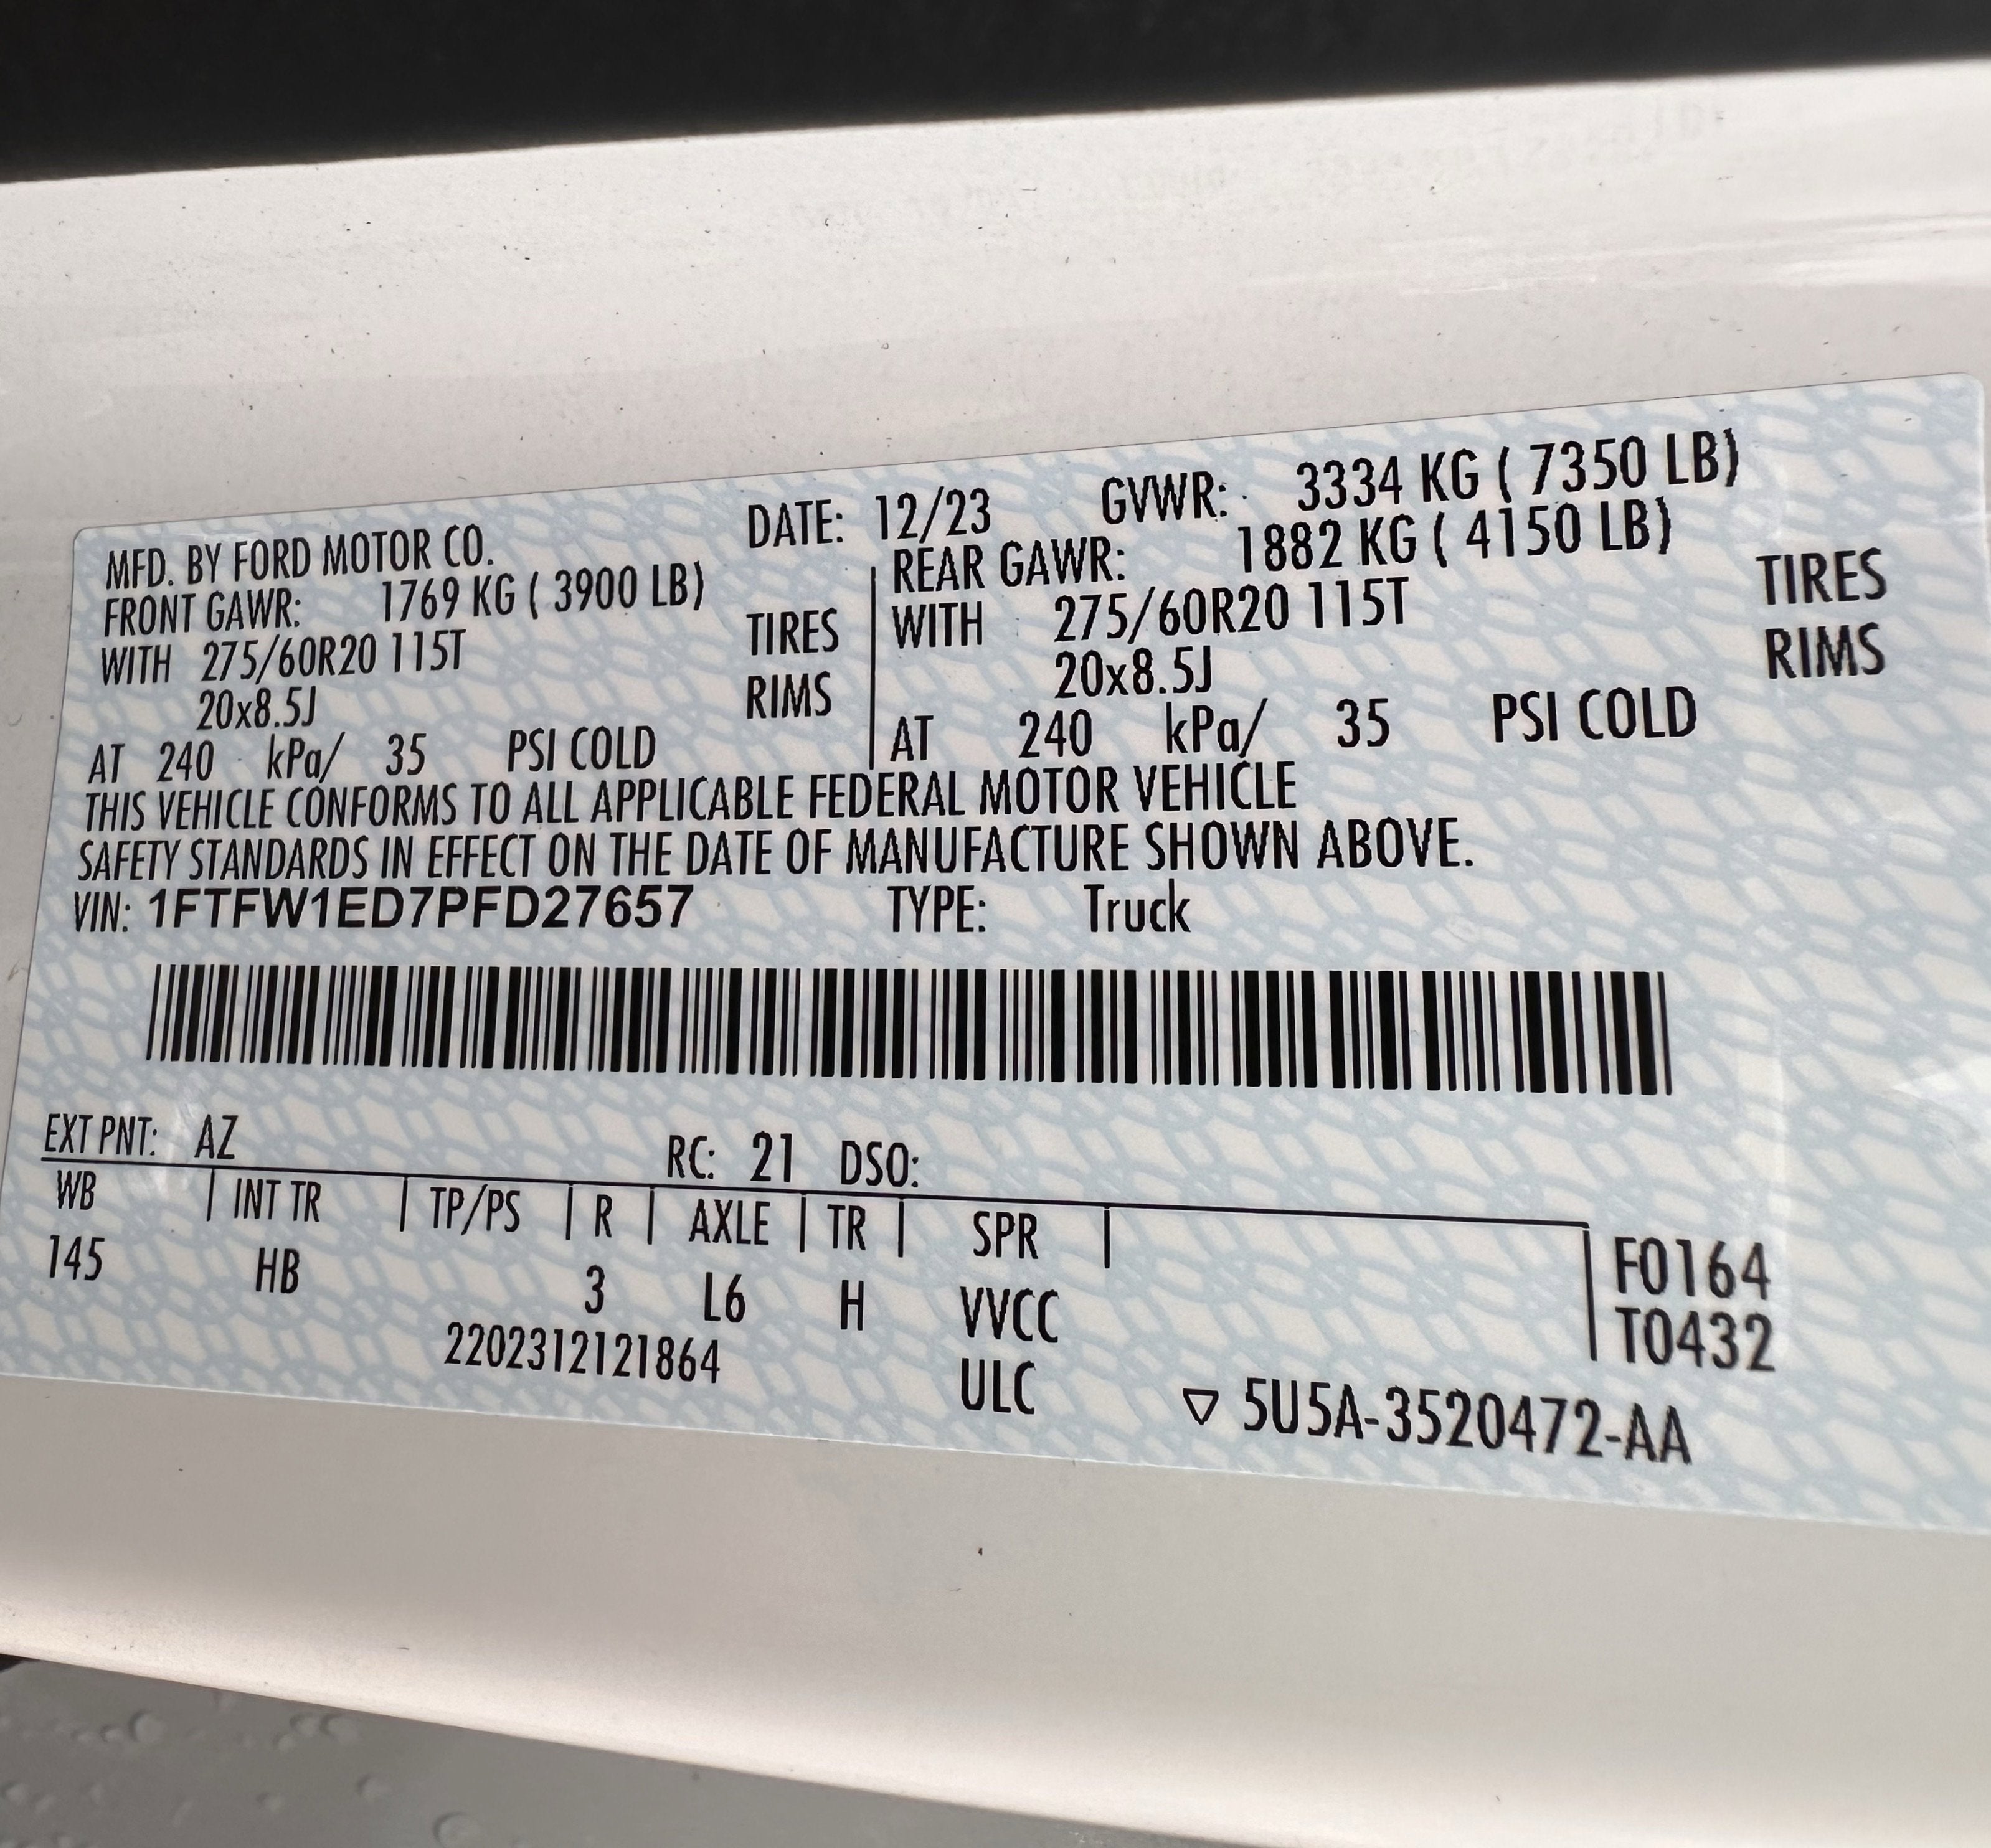 MFD. BY FORD MOTOR CO. DATE: 12/23 GVWR: 3334 KG ( 7350 LB)
FRONT GAWR: 1769 KG ( 3900 LB) REAR GAWR: 1882 KG ( 4150 LB)
WITH 275/60R20 115T TIRES WITH 275/60R20 115T TIRES
20x8.5J RIMS 20x8.5J RIMS
AT 240 kPa/ 35 PSI COLD AT 240 kPa/ 35 PSI COLD
THIS VEHICLE CONFORMS TO ALL APPLICABLE FEDERAL MOTOR VEHICLE
SAFETY STANDARDS IN EFFECT ON THE DATE OF MANUFACTURE SHOWN ABOVE.
VIN: 1FTFW1ED7PFD27657 TYPE: Truck
EXT PNT: AZ RC: 21 DSO:
WB INT TR TP/PS R AXLE TR SPR
145 HB 3 L6 H VVCC F0164
2202312121864 ULC T0432
▽ 5U5A-3520472-AA